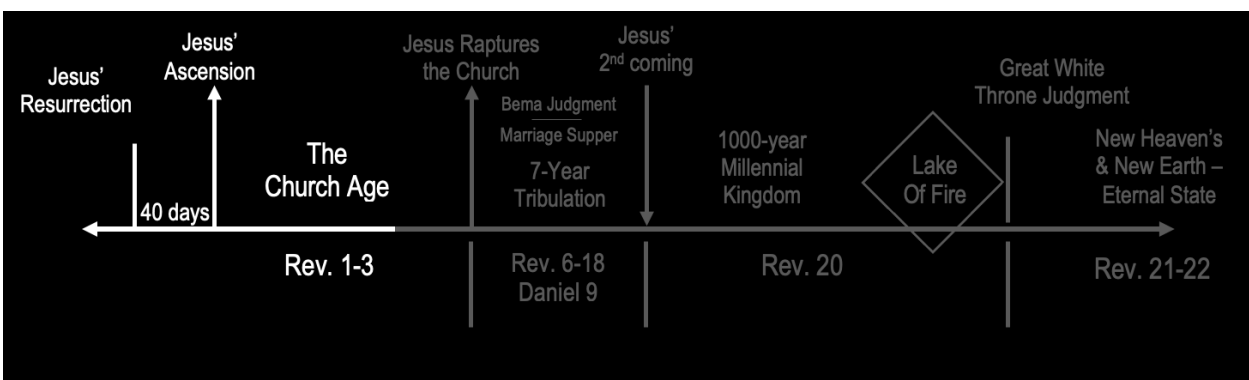 Jesus'
Resurrection
Jesus'
Ascension
40 days
The
Church Age
Rev. 1-3
Jesus Raptures
the Church
Bema Judgment
Marriage Supper
7-Year
Tribulation
Rev. 6-18
Daniel 9
Jesus'
2nd coming
1000-year
Millennial
Kingdom
Rev. 20
Lake
Of Fire
Great White
Throne Judgment
New Heaven's
& New Earth –
Eternal State
Rev. 21-22